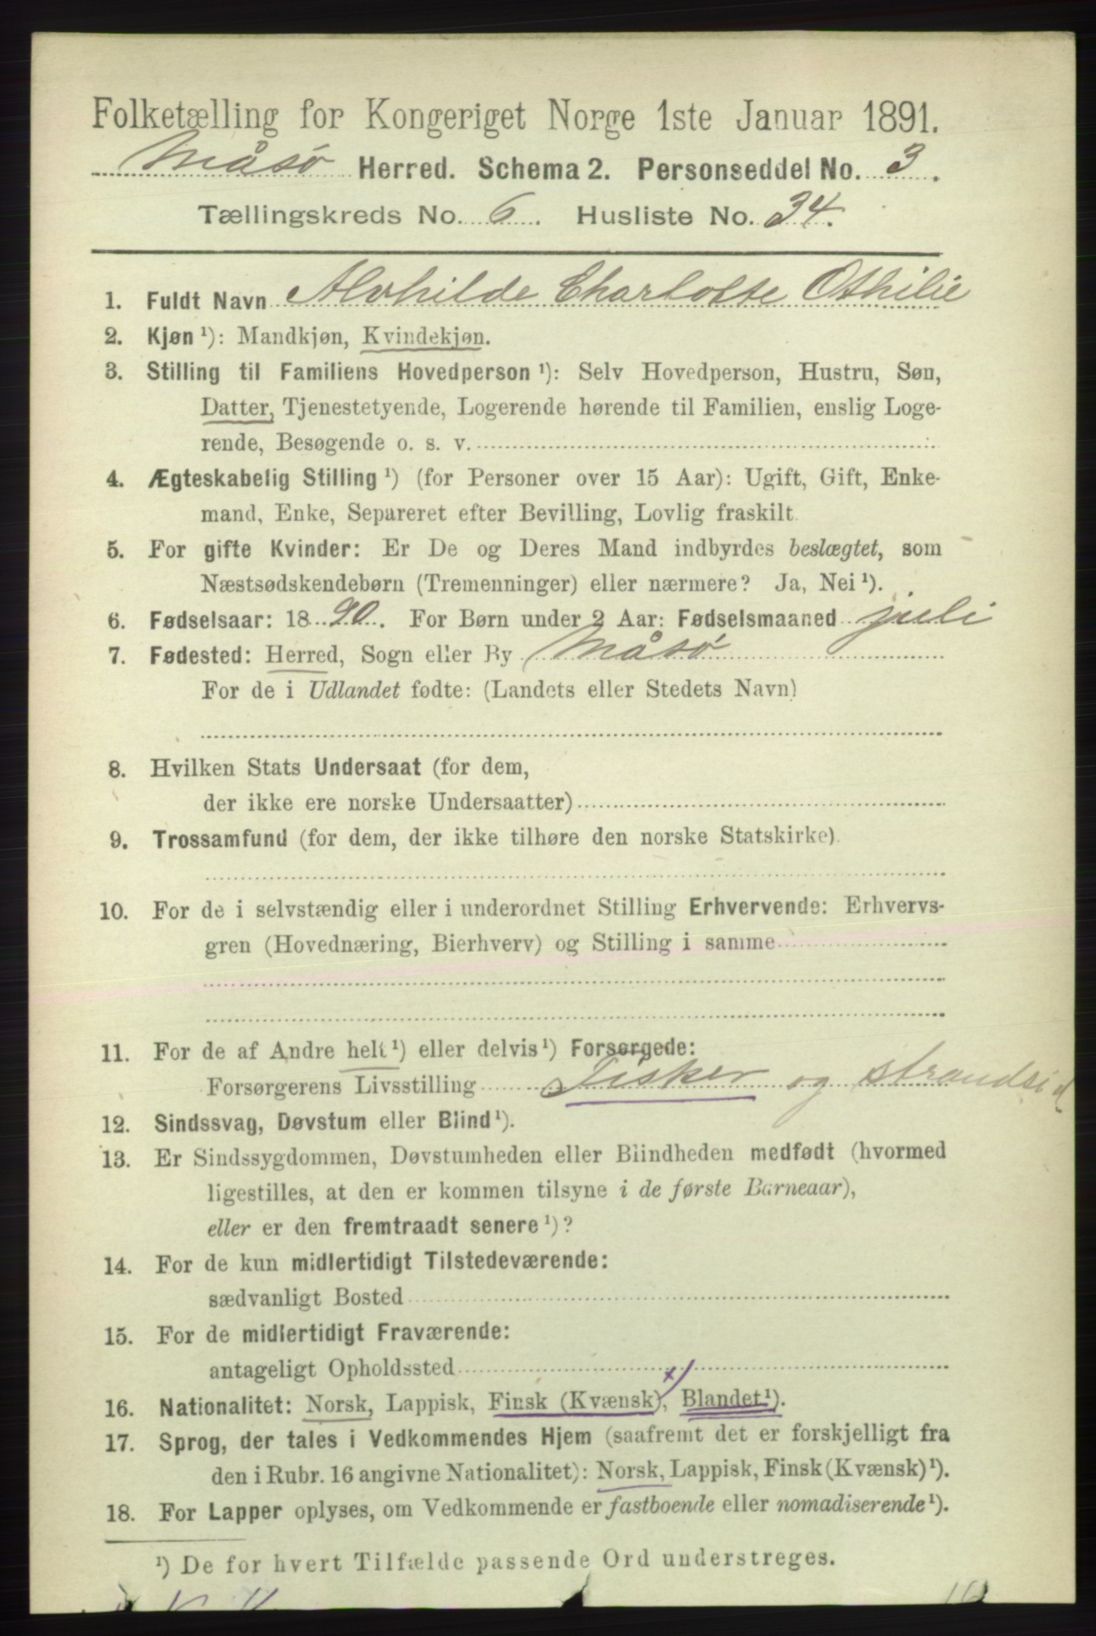 Folketælling for Kongeriget Norge 1ste Januar 1891.
Måsø Herred. Schema 2. Personseddel No. 3.
Tællingskreds No. 6. Husliste No. 34.
1. Fuldt Navn Alvhilde Charlotte Othilie
2. Kjøn ¹): Mandkjøn, Kvindekjøn.
3. Stilling til Familiens Hovedperson ¹): Selv Hovedperson, Hustru, Søn,
Datter, Tjenestetyende, Logerende hørende til Familien, enslig Loge-
rende, Besøgende o. s. v.
4. Ægteskabelig Stilling ¹) (for Personer over 15 Aar): Ugift, Gift, Enke-
mand, Enke, Separeret efter Bevilling, Lovlig fraskilt.
5. For gifte Kvinder: Er De og Deres Mand indbyrdes beslægtet, som
Næstsødskendebørn (Tremenninger) eller nærmere? Ja, Nei ¹).
6. Fødselsaar: 1890. For Børn under 2 Aar: Fødselsmaaned juli
7. Fødested: Herred, Sogn eller By Måsø
For de i Udlandet fødte: (Landets eller Stedets Navn)
8. Hvilken Stats Undersaat (for dem,
der ikke ere norske Undersaatter)
9. Trossamfund (for dem, der ikke tilhøre den norske Statskirke).
10. For de i selvstændig eller i underordnet Stilling Erhvervende: Erhvervs-
gren (Hovednæring, Bierhverv) og Stilling i samme
11. For de af Andre helt ¹) eller delvis ¹) Forsørgede:
Forsørgerens Livsstilling Fisker og strandsid
12. Sindssvag, Døvstum eller Blind ¹).
13. Er Sindssygdommen, Døvstumheden eller Blindheden medfødt (hvormed
ligestilles, at den er kommen tilsyne i de første Barneaar),
eller er den fremtraadt senere ¹)?
14. For de kun midlertidigt Tilstedeværende:
sædvanligt Bosted
15. For de midlertidigt Fraværende:
antageligt Opholdssted
16. Nationalitet: Norsk, Lappisk, Finsk (Kvænsk), Blandet ¹).
17. Sprog, der tales i Vedkommendes Hjem (saafremt det er forskjelligt fra
den i Rubr. 16 angivne Nationalitet): Norsk, Lappisk, Finsk (Kvænsk) ¹).
18. For Lapper oplyses, om Vedkommende er fastboende eller nomadiserende ¹).
¹) De for hvert Tilfælde passende Ord understreges.